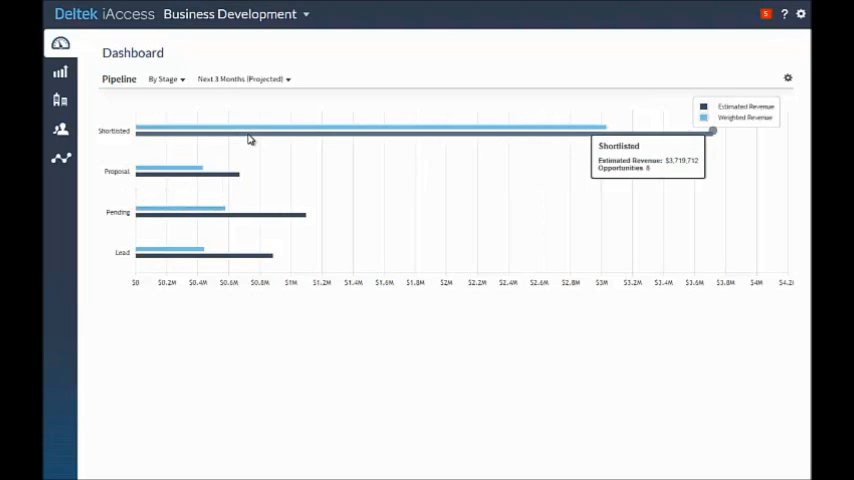 Deltek iAccess Business Development
5 ?
Dashboard
Pipeline By Stage Next 3 Months (Projected)
Estimated Revenue
Weighted Revenue
Shortlisted
Shortlisted
Estimated Revenue: $3,719,712
Opportunities 8
Proposal
Pending
Lead
$0 $0.2M $0.4M $0.6M $0.8M $1M $1.2M $1.4M $1.6M $1.8M $2M $2.2M $2.4M $2.6M $2.8M $3M $3.2M $3.4M $3.6M $3.8M $4M $4.2